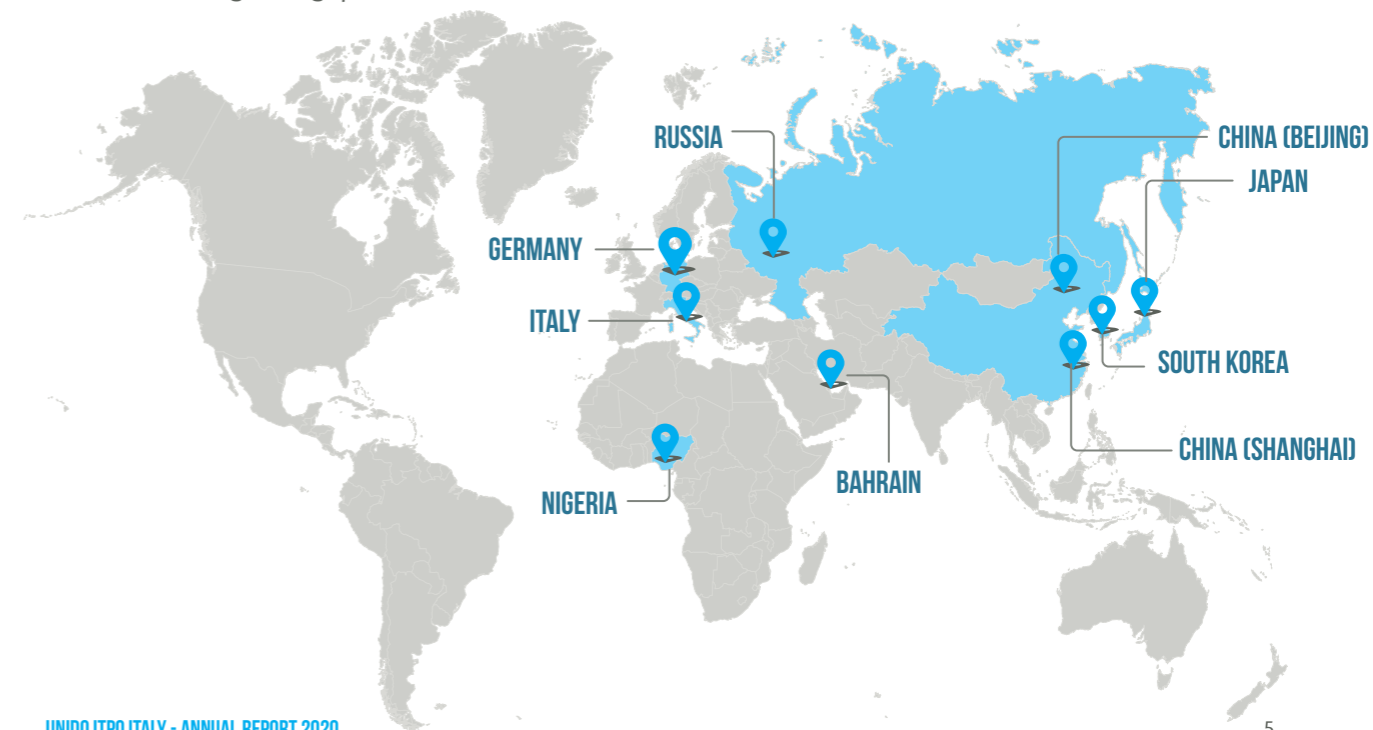 RUSSIA
CHINA (BEIJING)
JAPAN
GERMANY
ITALY
SOUTH KOREA
CHINA (SHANGHAI)
BAHRAIN
NIGERIA
UNIDO ITPO ITALY - ANNUAL REPORT 2020
5